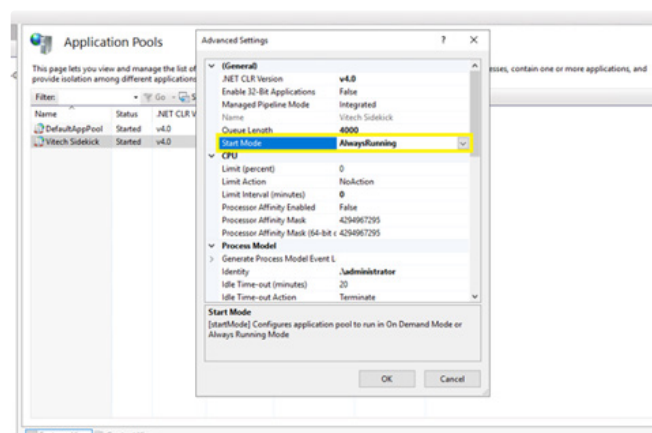 Application Pools
This page lets you view and manage the list of
provide isolation among different applications
esses, contain one or more applications, and
Filter: Go S
Name Status .NET CLR V
DefaultAppPool Started v4.0
Vitech Sidekick Started v4.0
Advanced Settings ? X
(General)
.NET CLR Version v4.0
Enable 32-Bit Applications False
Managed Pipeline Mode Integrated
Name Vitech Sidekick
Queue Length 4000
Start Mode AlwaysRunning
CPU
Limit (percent) 0
Limit Action NoAction
Limit Interval (minutes) 0
Processor Affinity Enabled False
Processor Affinity Mask 4294967295
Processor Affinity Mask (64-bit c 4294967295
Process Model
Generate Process Model Event L
Identity .\administrator
Idle Time-out (minutes) 20
Idle Time-out Action Terminate
Start Mode
[startMode] Configures application pool to run in On Demand Mode or
Always Running Mode
OK Cancel